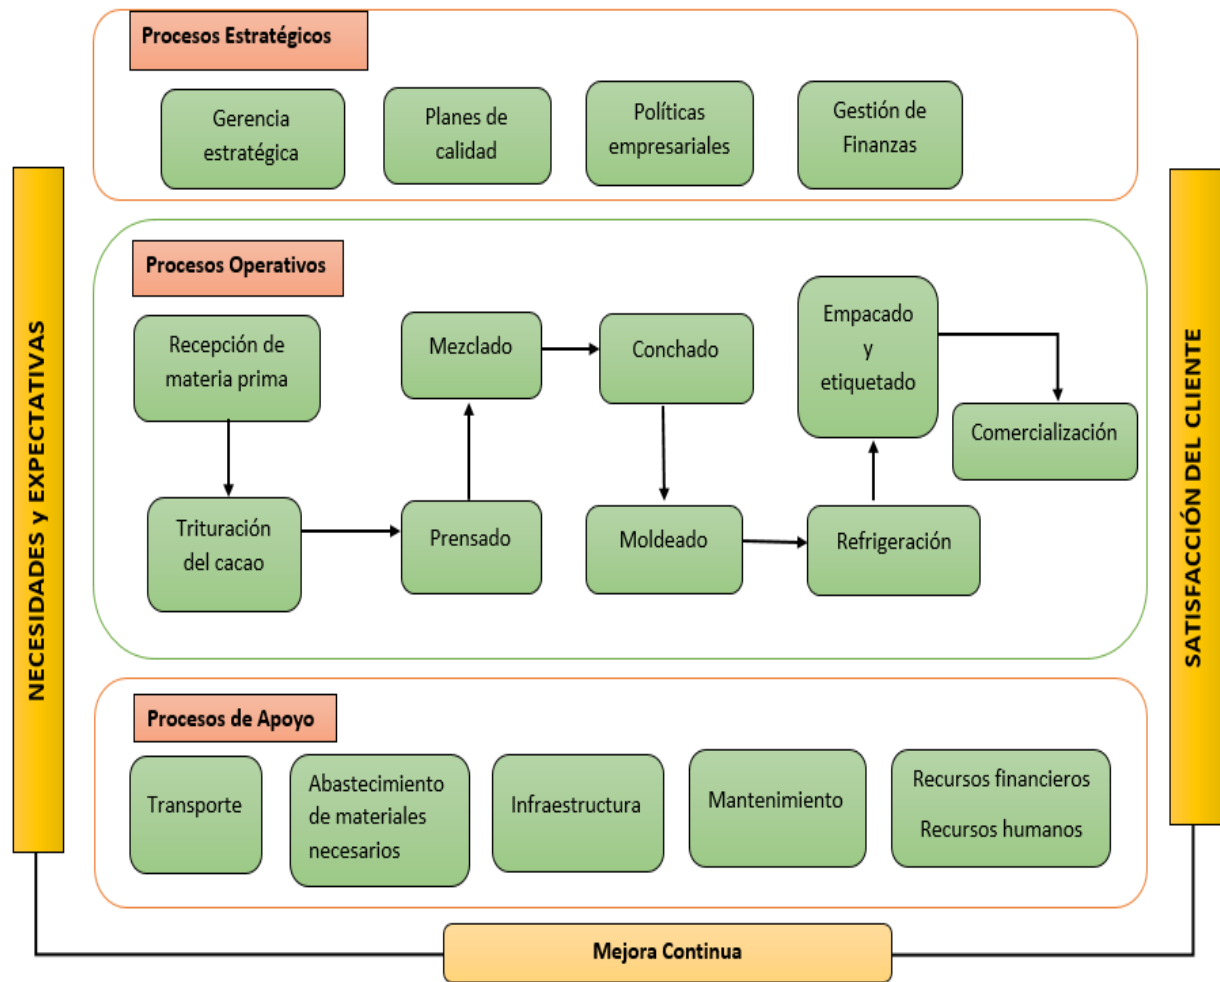 Procesos Estratégicos
Gerencia
estratégica
Planes de
calidad
Políticas
empresariales
Gestión de
Finanzas
NECESIDADES y EXPECTATIVAS
Procesos Operativos
Recepción de
materia prima
Trituración
del cacao
Prensado
Mezclado
Conchado
Moldeado
Refrigeración
Empacado
y
etiquetado
Comercialización
SATISFACCIÓN DEL CLIENTE
Procesos de Apoyo
Transporte
Abastecimiento
de materiales
necesarios
Infraestructura
Mantenimiento
Recursos financieros
Recursos humanos
Mejora Continua